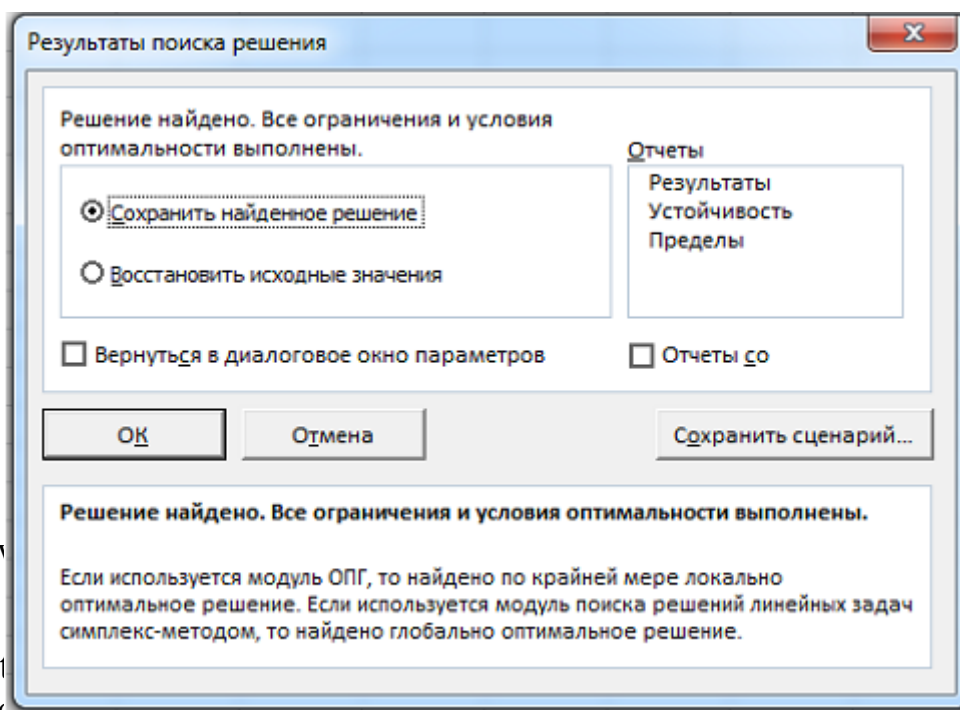 Результаты поиска решения
Решение найдено. Все ограничения и условия
оптимальности выполнены.
Отчеты
Результаты
Устойчивость
Пределы
Сохранить найденное решение
Восстановить исходные значения
Вернуться в диалоговое окно параметров
Отчеты со
ОК
Отмена
Сохранить сценарий...
Решение найдено. Все ограничения и условия оптимальности выполнены.
Если используется модуль ОПГ, то найдено по крайней мере локально
оптимальное решение. Если используется модуль поиска решений линейных задач
симплекс-методом, то найдено глобально оптимальное решение.